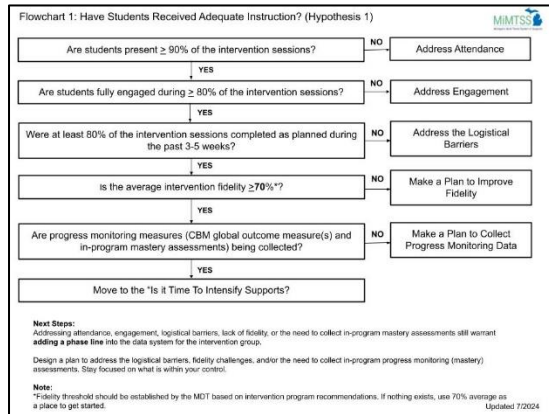 Flowchart 1: Have Students Received Adequate Instruction? (Hypothesis 1)
MiMTSS
Are students present ≥ 90% of the intervention sessions?
NO
Address Attendance
YES
Are students fully engaged during ≥ 80% of the intervention sessions?
NO
Address Engagement
YES
Were at least 80% of the intervention sessions completed as planned during
the past 3-5 weeks?
NO
Address the Logistical
Barriers
YES
Is the average intervention fidelity ≥70%*?
NO
Make a Plan to Improve
Fidelity
YES
Are progress monitoring measures (CBM global outcome measure(s) and
in-program mastery assessments) being collected?
NO
Make a Plan to Collect
Progress Monitoring Data
YES
Move to the "Is it Time To Intensify Supports?
Next Steps:
Addressing attendance, engagement, logistical barriers, lack of fidelity, or the need to collect in-program mastery assessments still warrant
adding a phase line into the data system for the intervention group.
Design a plan to address the logistical barriers, fidelity challenges, and/or the need to collect in-program progress monitoring (mastery)
assessments. Stay focused on what is within your control.
Note:
*Fidelity threshold should be established by the MDT based on intervention program recommendations. If nothing exists, use 70% average as
a place to get started.
Updated 7/2024